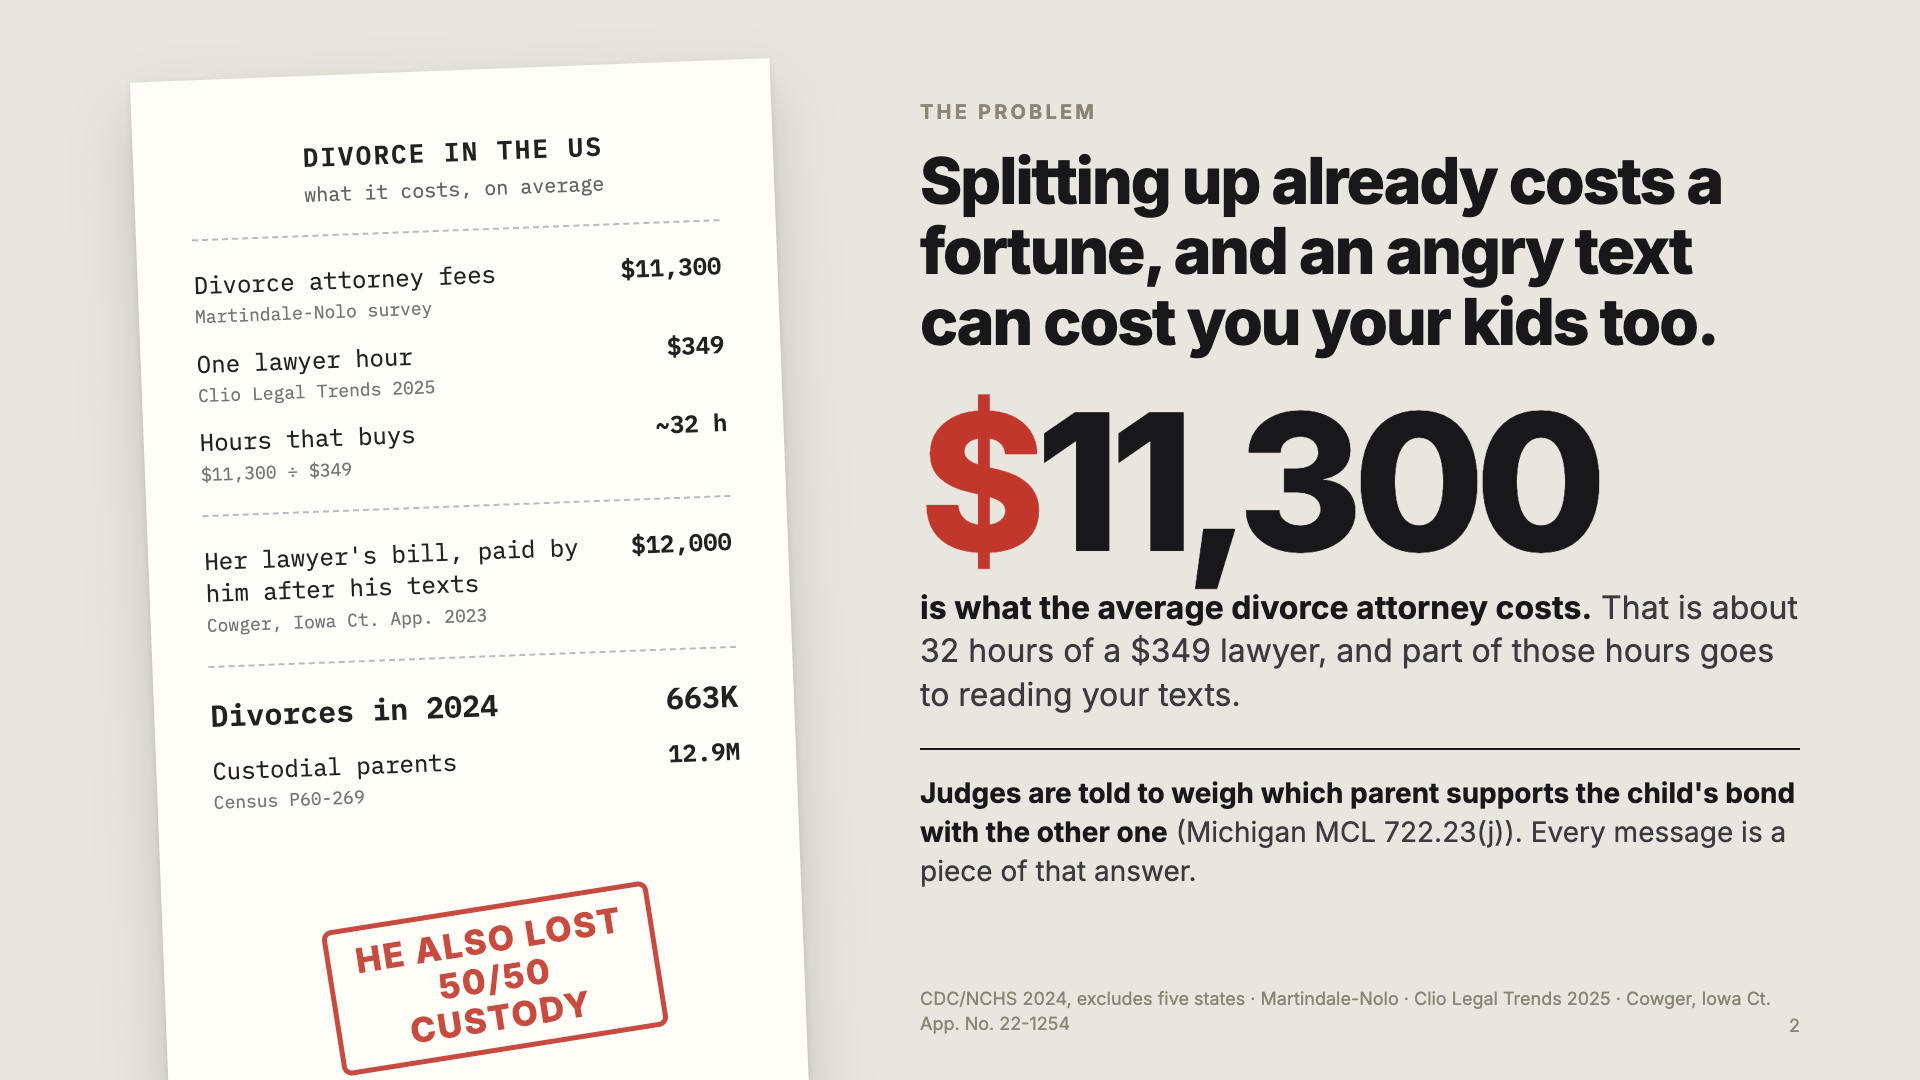 DIVORCE IN THE US
what it costs, on average
Divorce attorney fees $11,300
Martindale-Nolo survey
One lawyer hour $349
Clio Legal Trends 2025
Hours that buys ~32 h
$11,300 ÷ $349
Her lawyer's bill, paid by $12,000
him after his texts
Cowger, Iowa Ct. App. 2023
Divorces in 2024 663K
Custodial parents 12.9M
Census P60-269
HE ALSO LOST
50/50
CUSTODY
THE PROBLEM
Splitting up already costs a
fortune, and an angry text
can cost you your kids too.
$11,300
is what the average divorce attorney costs. That is about
32 hours of a $349 lawyer, and part of those hours goes
to reading your texts.
Judges are told to weigh which parent supports the child's bond
with the other one (Michigan MCL 722.23(j)). Every message is a
piece of that answer.
CDC/NCHS 2024, excludes five states · Martindale-Nolo · Clio Legal Trends 2025 · Cowger, Iowa Ct.
App. No. 22-1254
2